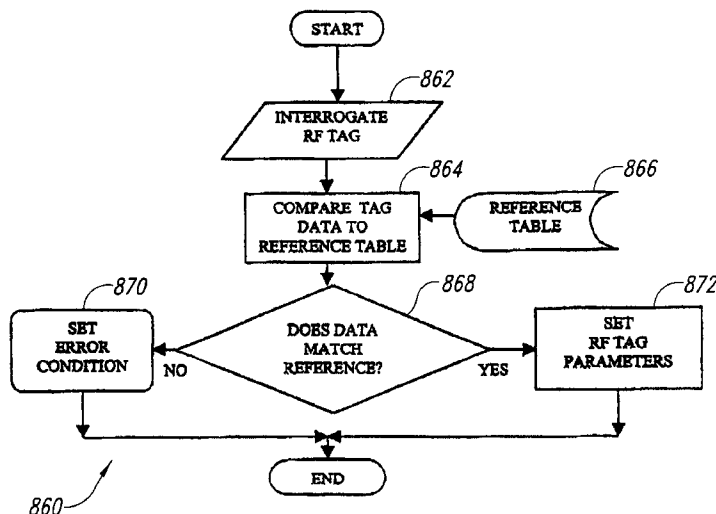 START
862
INTERROGATE
RF TAG
864
866
COMPARE TAG
DATA TO
REFERENCE TABLE
REFERENCE
TABLE
870
868
872
SET
ERROR
CONDITION
DOES DATA
MATCH
REFERENCE?
SET
RF TAG
PARAMETERS
NO
YES
END
860